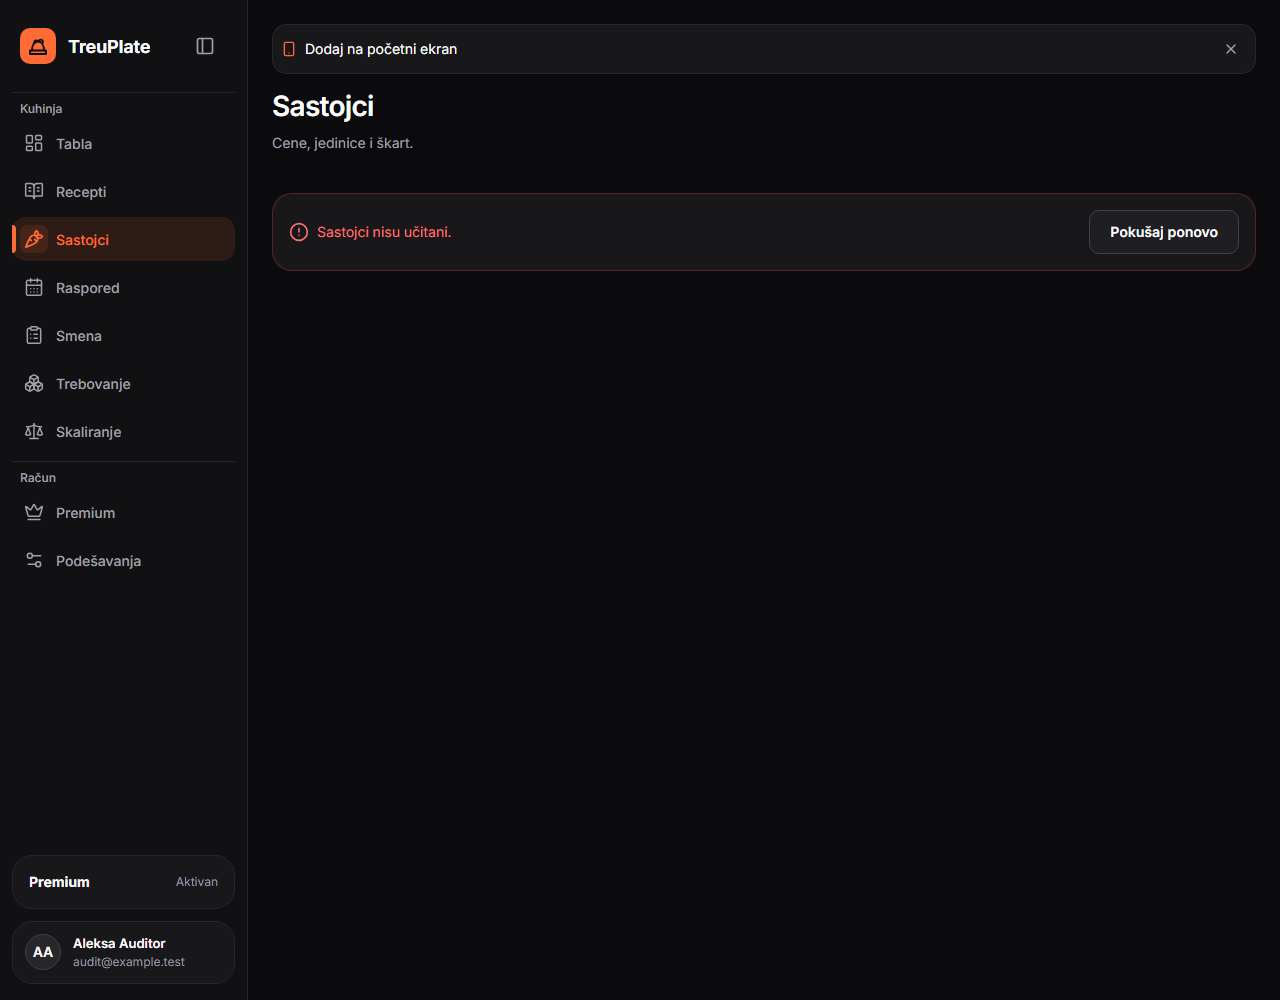 TreuPlate
Kuhinja
Tabla
Recepti
Sastojci
Raspored
Smena
Trebovanje
Skaliranje
Račun
Premium
Podešavanja
Premium Aktivan
AA
Aleksa Auditor
audit@example.test
Dodaj na početni ekran
Sastojci
Cene, jedinice i škart.
Sastojci nisu učitani.
Pokušaj ponovo